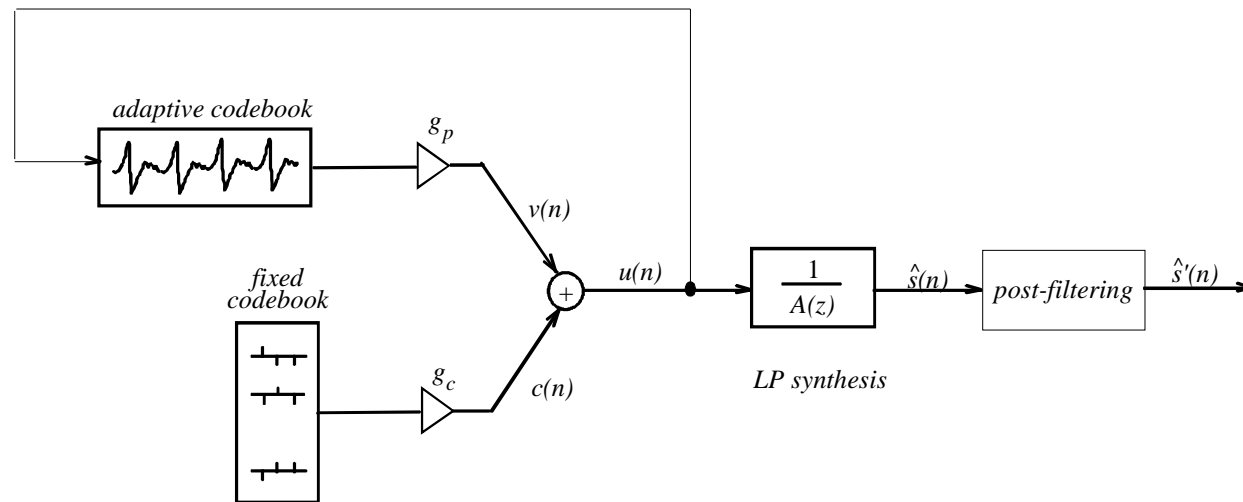 adaptive codebook
g_p
v(n)
fixed
codebook
g_c
c(n)
+
u(n)
1
A(z)
LP synthesis
^s(n)
post-filtering
^s'(n)